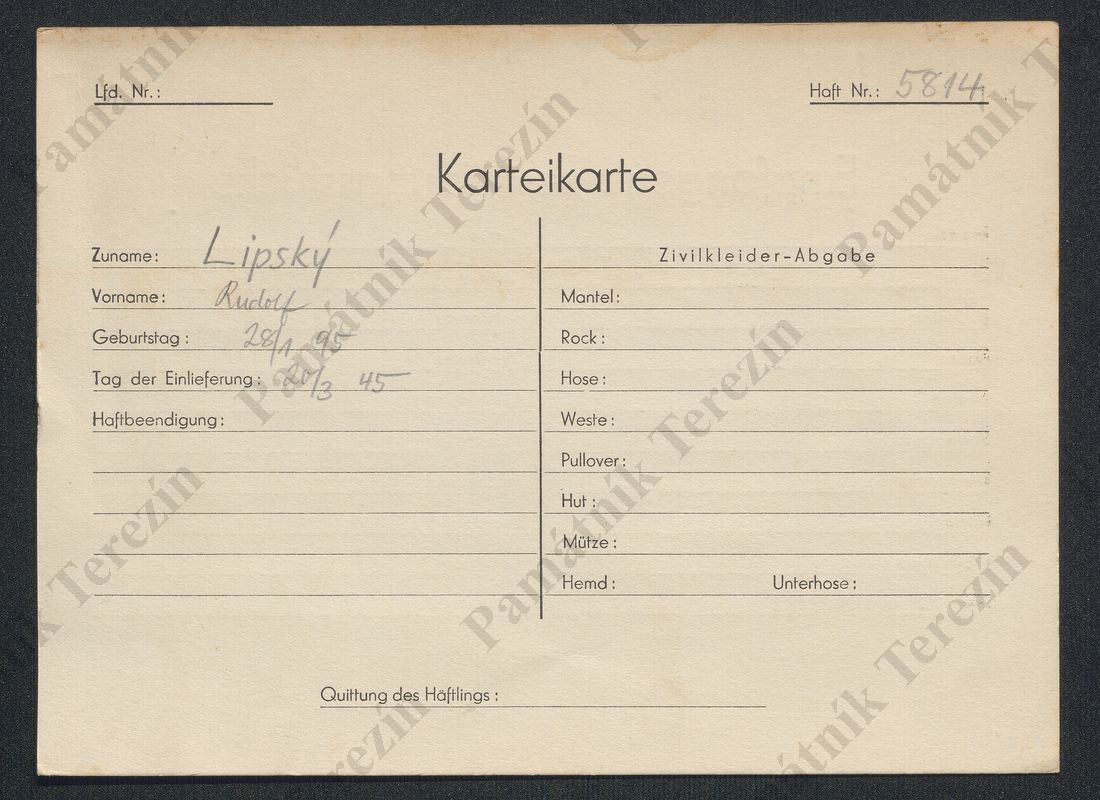 Lfd. Nr.:
Haft Nr.: 5814
Karteikarte
Zuname: Lipský
Vorname: Rudolf
Geburtstag: 28/1 95
Tag der Einlieferung: 20/3 45
Haftbeendigung:
Zivilkleider-Abgabe
Mantel:
Rock:
Hose:
Weste:
Pullover:
Hut:
Mütze:
Hemd: Unterhose:
Quittung des Häftlings:
Památník Terezín